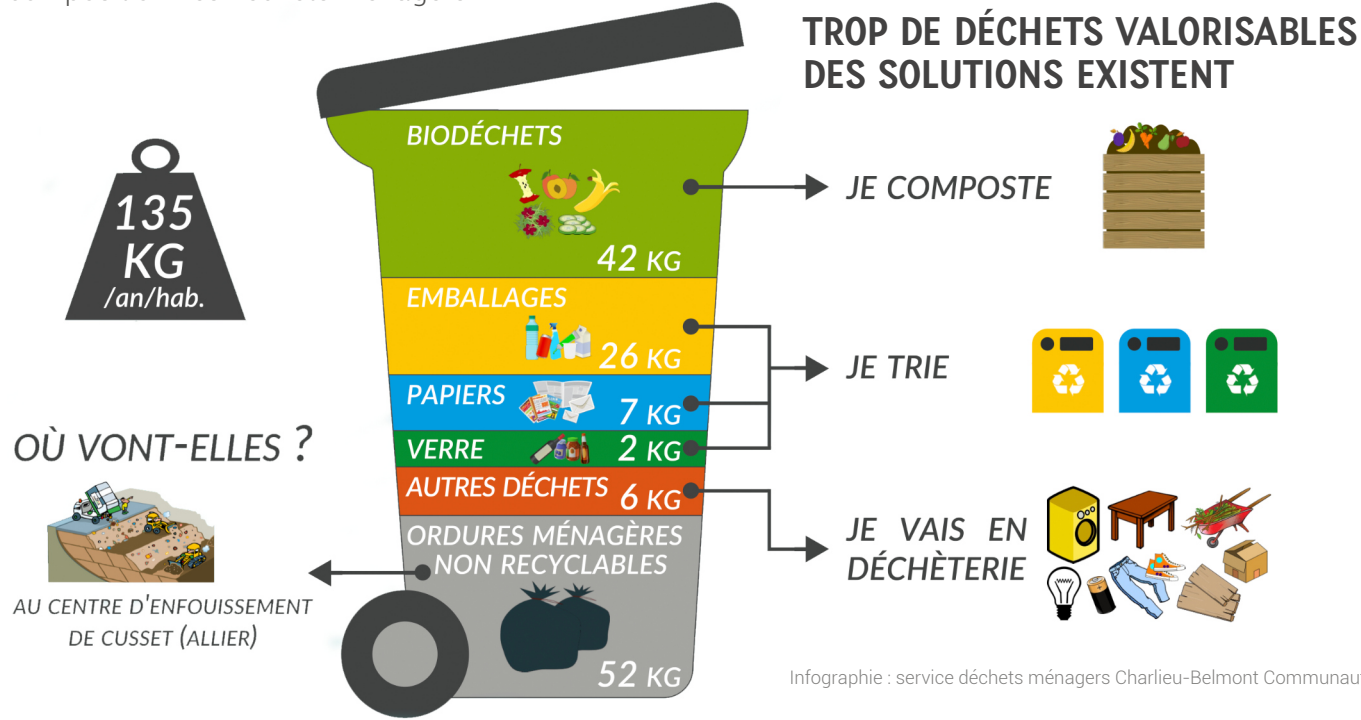 TROP DE DÉCHETS VALORISABLES
DES SOLUTIONS EXISTENT
135
KG
/an/hab.
BIODÉCHETS
42 KG
JE COMPOSTE
EMBALLAGES
26 KG
PAPIERS
7 KG
VERRE
2 KG
JE TRIE
AUTRES DÉCHETS
6 KG
JE VAIS EN
DÉCHÈTERIE
ORDURES MÉNAGÈRES
NON RECYCLABLES
52 KG
OÙ VONT-ELLES ?
AU CENTRE D'ENFOUISSEMENT
DE CUSSET (ALLIER)
Infographie : service déchets ménagers Charlieu-Belmont Communaut